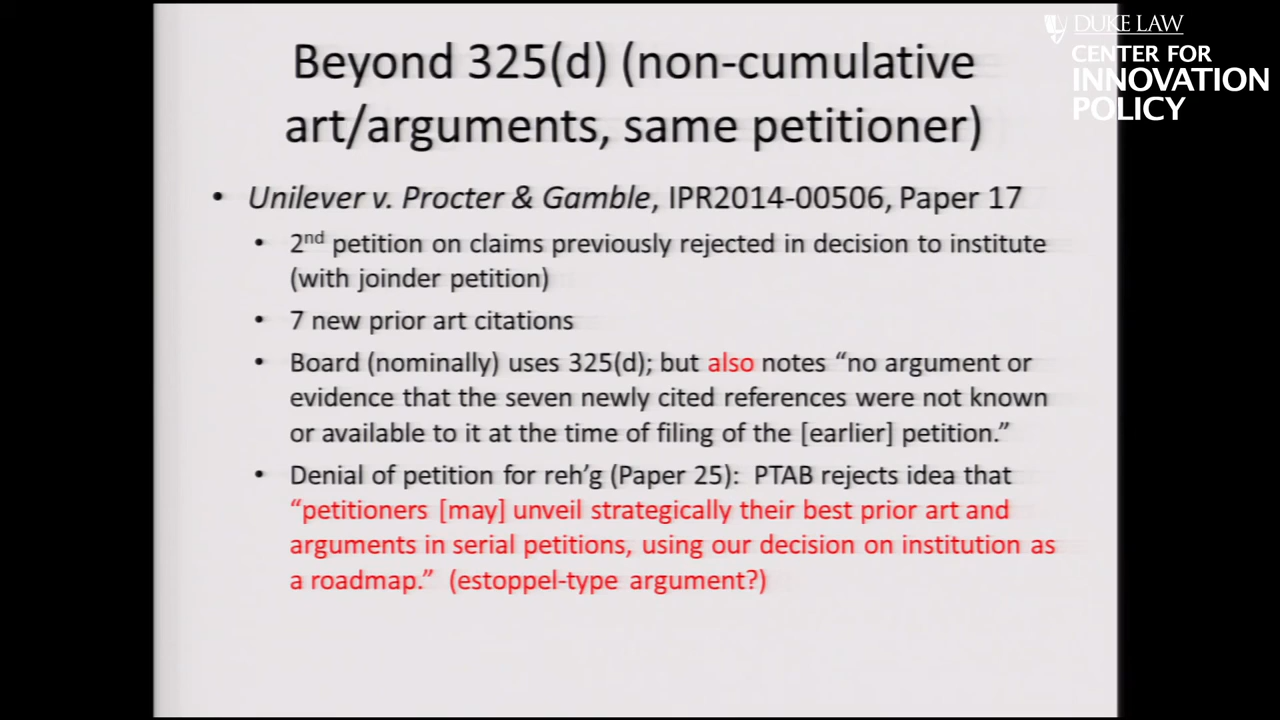 Beyond 325(d) (non-cumulative
art/arguments, same petitioner)
DUKE LAW
CENTER FOR
INNOVATION
POLICY
• Unilever v. Procter & Gamble, IPR2014-00506, Paper 17
• 2nd petition on claims previously rejected in decision to institute
(with joinder petition)
• 7 new prior art citations
• Board (nominally) uses 325(d); but also notes “no argument or
evidence that the seven newly cited references were not known
or available to it at the time of filing of the [earlier] petition.”
• Denial of petition for reh’g (Paper 25): PTAB rejects idea that
“petitioners [may] unveil strategically their best prior art and
arguments in serial petitions, using our decision on institution as
a roadmap.” (estoppel-type argument?)